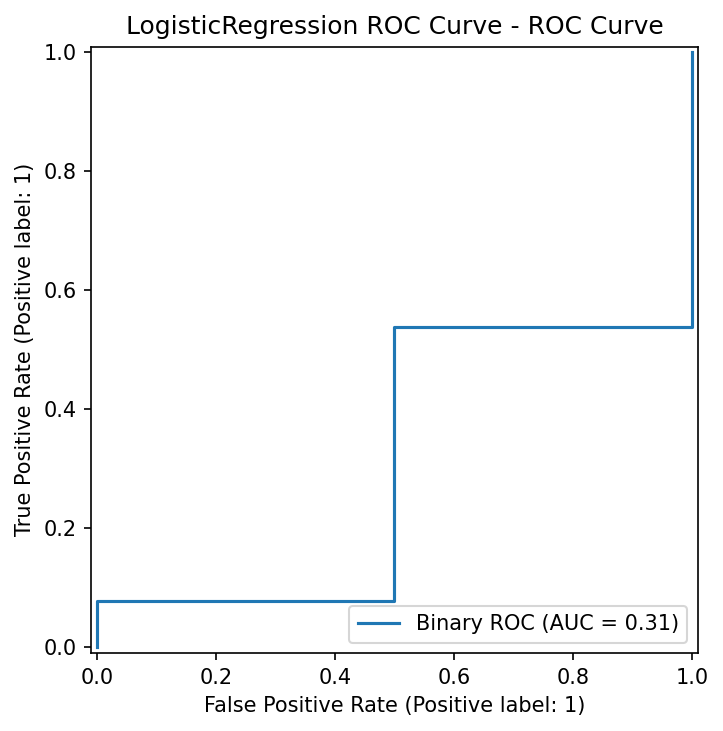 LogisticRegression ROC Curve - ROC Curve
1.0
0.8
0.6
0.4
0.2
0.0
True Positive Rate (Positive label: 1)
Binary ROC (AUC = 0.31)
0.0 0.2 0.4 0.6 0.8 1.0
False Positive Rate (Positive label: 1)